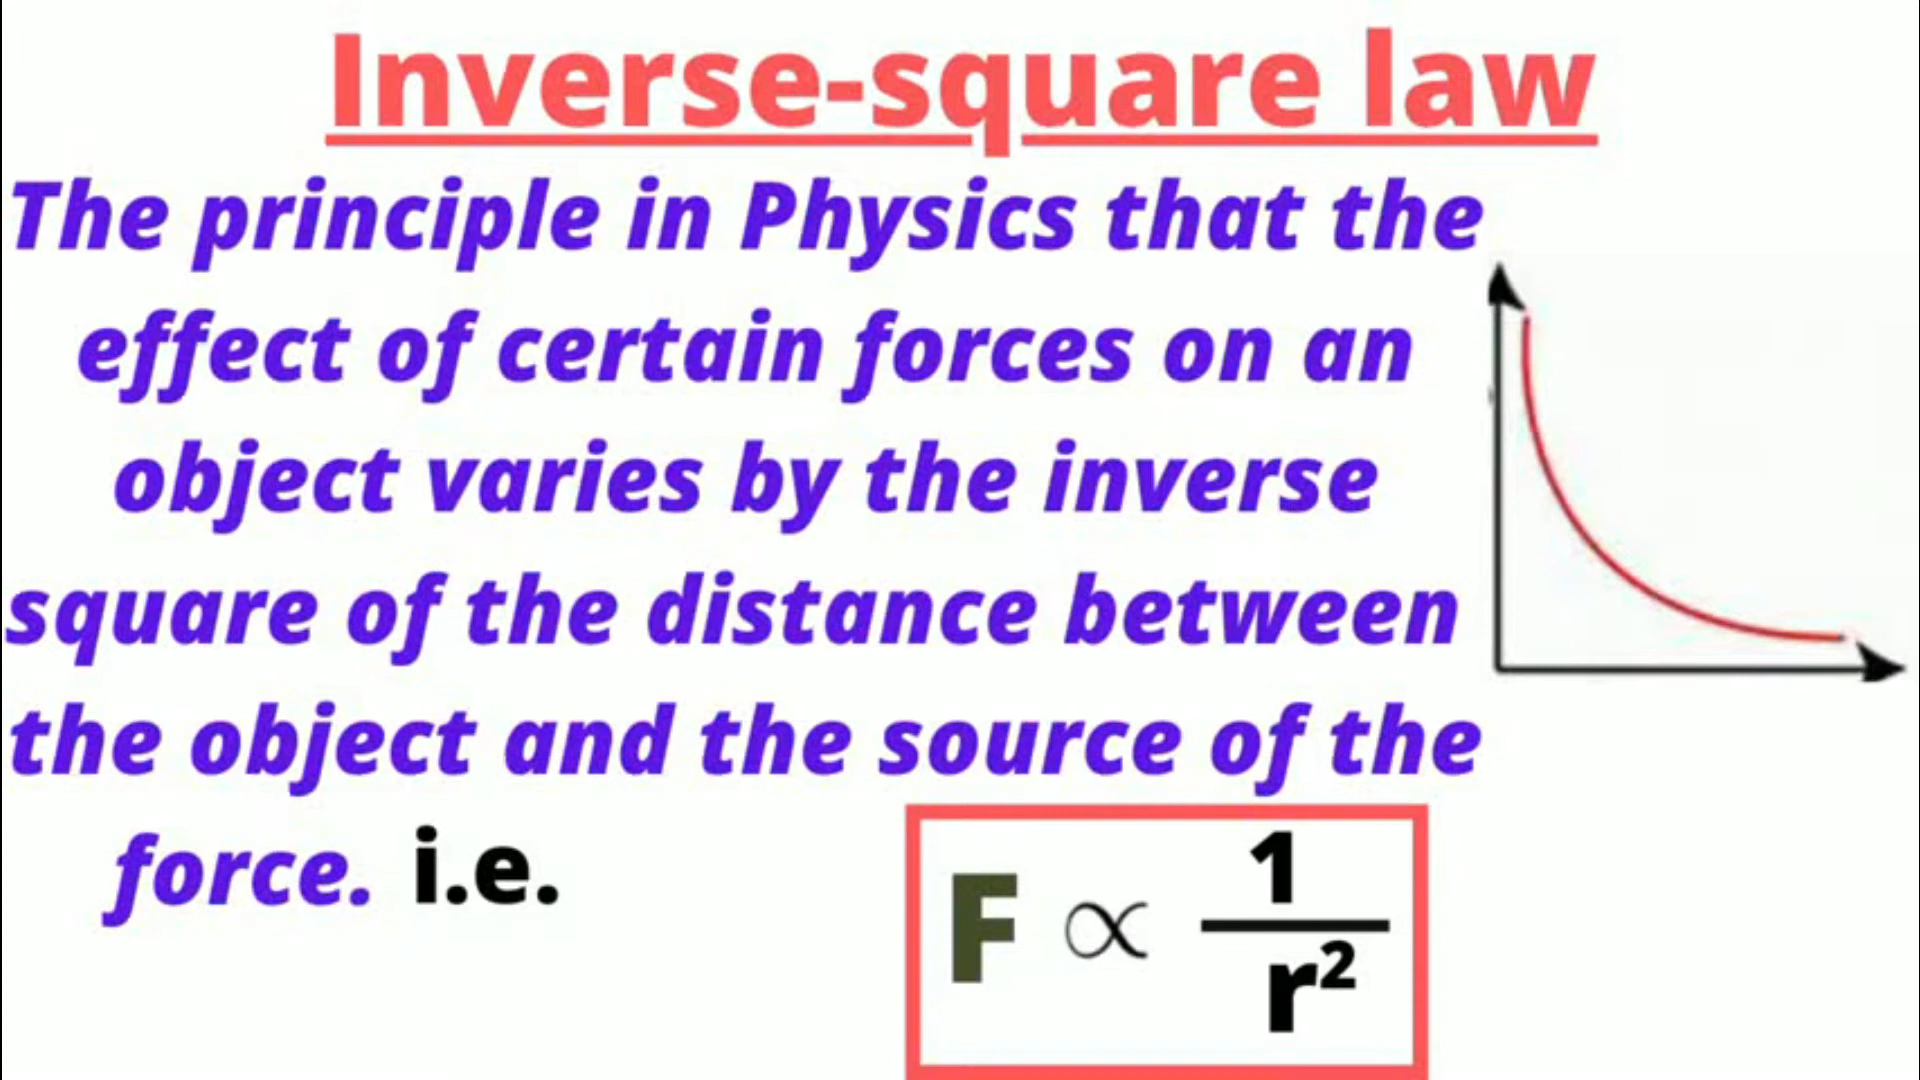 Inverse-square law
The principle in Physics that the
effect of certain forces on an
object varies by the inverse
square of the distance between
the object and the source of the
force. i.e.
F ∝ 1/r²